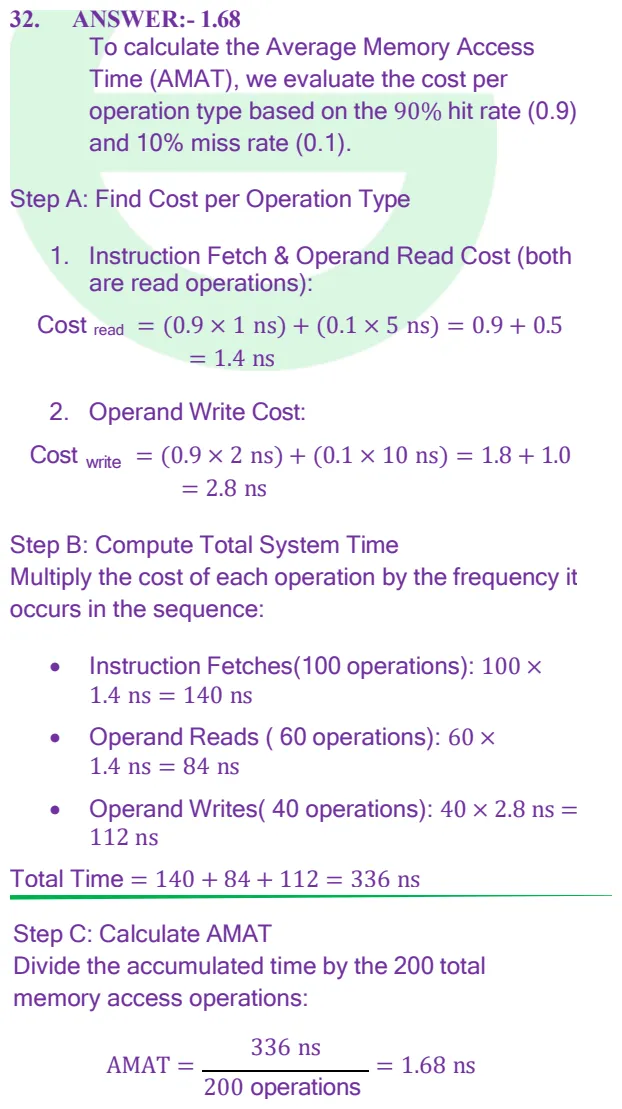 32. ANSWER:- 1.68
To calculate the Average Memory Access
Time (AMAT), we evaluate the cost per
operation type based on the 90% hit rate (0.9)
and 10% miss rate (0.1).
Step A: Find Cost per Operation Type
1. Instruction Fetch & Operand Read Cost (both
are read operations):
Cost read = (0.9 × 1 ns) + (0.1 × 5 ns) = 0.9 + 0.5
= 1.4 ns
2. Operand Write Cost:
Cost write = (0.9 × 2 ns) + (0.1 × 10 ns) = 1.8 + 1.0
= 2.8 ns
Step B: Compute Total System Time
Multiply the cost of each operation by the frequency it
occurs in the sequence:
• Instruction Fetches(100 operations): 100 ×
1.4 ns = 140 ns
• Operand Reads ( 60 operations): 60 ×
1.4 ns = 84 ns
• Operand Writes( 40 operations): 40 × 2.8 ns =
112 ns
Total Time = 140 + 84 + 112 = 336 ns
Step C: Calculate AMAT
Divide the accumulated time by the 200 total
memory access operations:
336 ns
AMAT = = 1.68 ns
200 operations